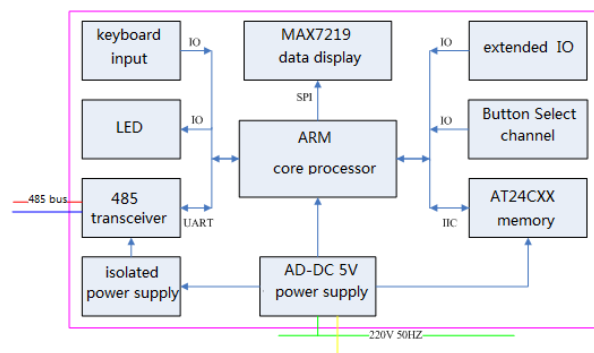 keyboard
input
IO
MAX7219
data display
IO
extended IO
SPI
LED
IO
ARM
core processor
IO
Button Select
channel
485 bus
485
transceiver
UART
IIC
AT24CXX
memory
isolated
power supply
AD-DC 5V
power supply
220V 50HZ